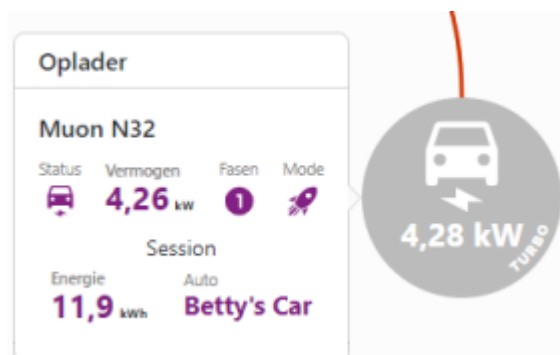 Oplader
Muon N32
Status Vermogen Fasen Mode
4,26 kW 1
Session
Energie Auto
11,9 kWh Betty's Car
4,28 kW
TURBO